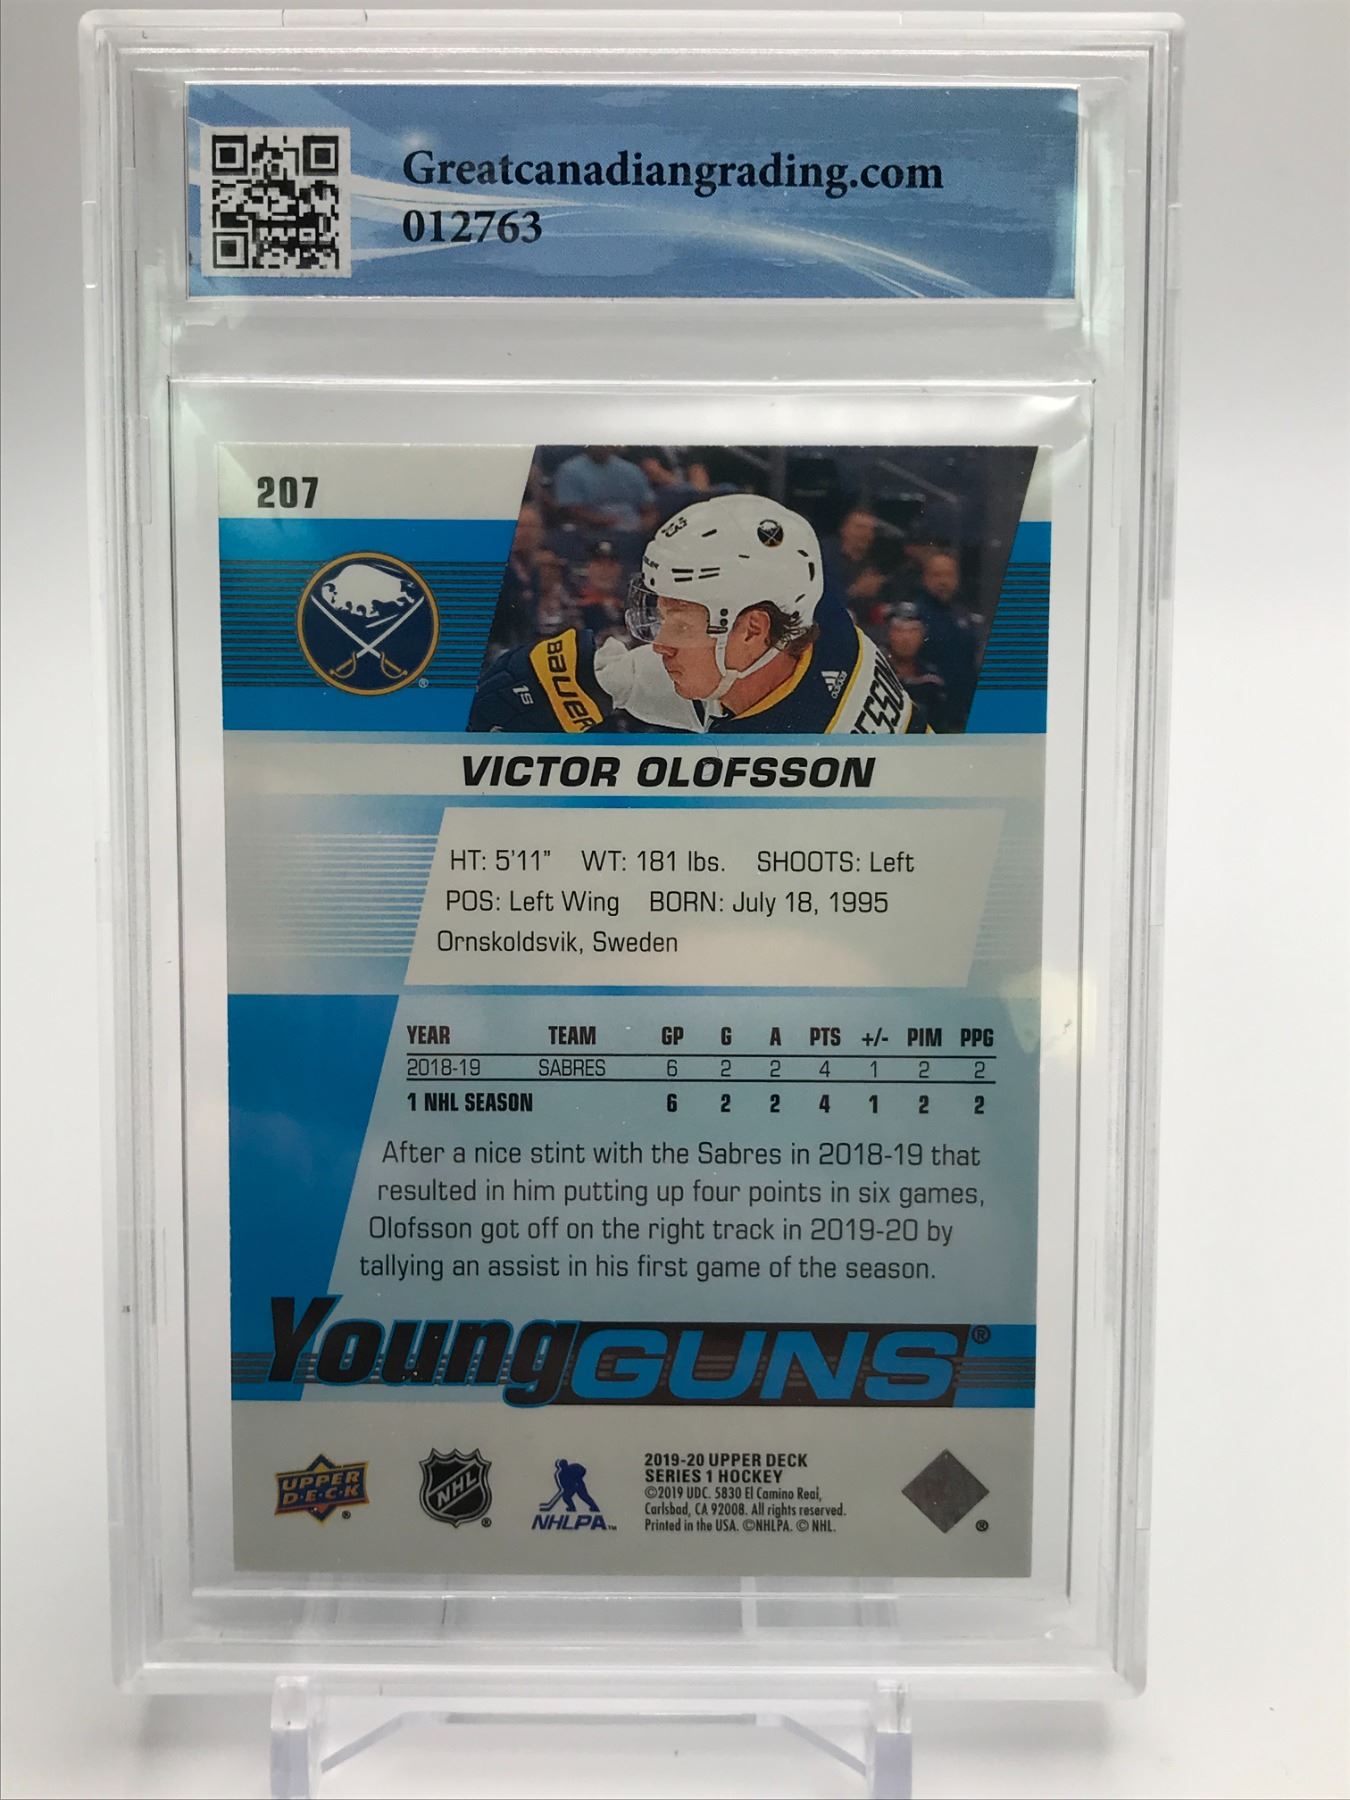 Greatcanadiangrading.com
012763
207
BAUER
1S
adidas
ESSON
VICTOR OLOFSSON
HT: 5'11" WT: 181 lbs. SHOOTS: Left
POS: Left Wing BORN: July 18, 1995
Ornskoldsvik, Sweden
YEAR TEAM GP G A PTS +/- PIM PPG
2018-19 SABRES 6 2 2 4 1 2 2
1 NHL SEASON 6 2 2 4 1 2 2
After a nice stint with the Sabres in 2018-19 that
resulted in him putting up four points in six games,
Olofsson got off on the right track in 2019-20 by
tallying an assist in his first game of the season.
Young GUNS®
UPPER
D·E·C·K®
NHL®
NHLPA™
2019-20 UPPER DECK
SERIES 1 HOCKEY
©2019 UDC. 5830 El Camino Real,
Carlsbad, CA 92008. All rights reserved.
Printed in the USA. ©NHLPA. © NHL.
®